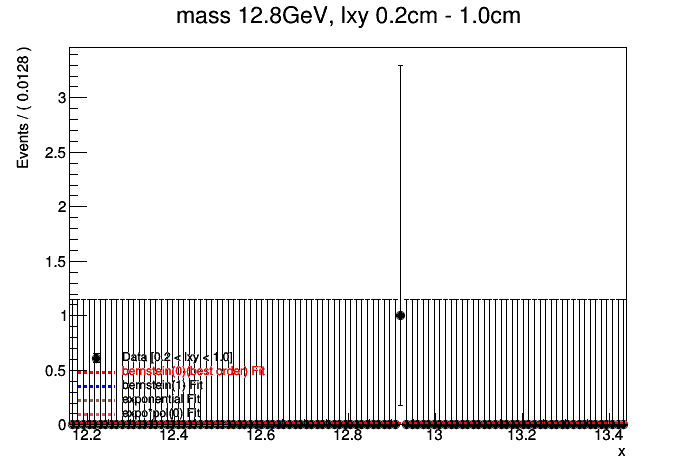 mass 12.8GeV, lxy 0.2cm - 1.0cm
Events / ( 0.0128 )
3
2.5
2
1.5
1
0.5
0
Data [0.2 < lxy < 1.0]
bernstein(0)(best order) Fit
bernstein(1) Fit
exponential Fit
expo*pol(0) Fit
12.2 12.4 12.6 12.8 13 13.2 13.4
x